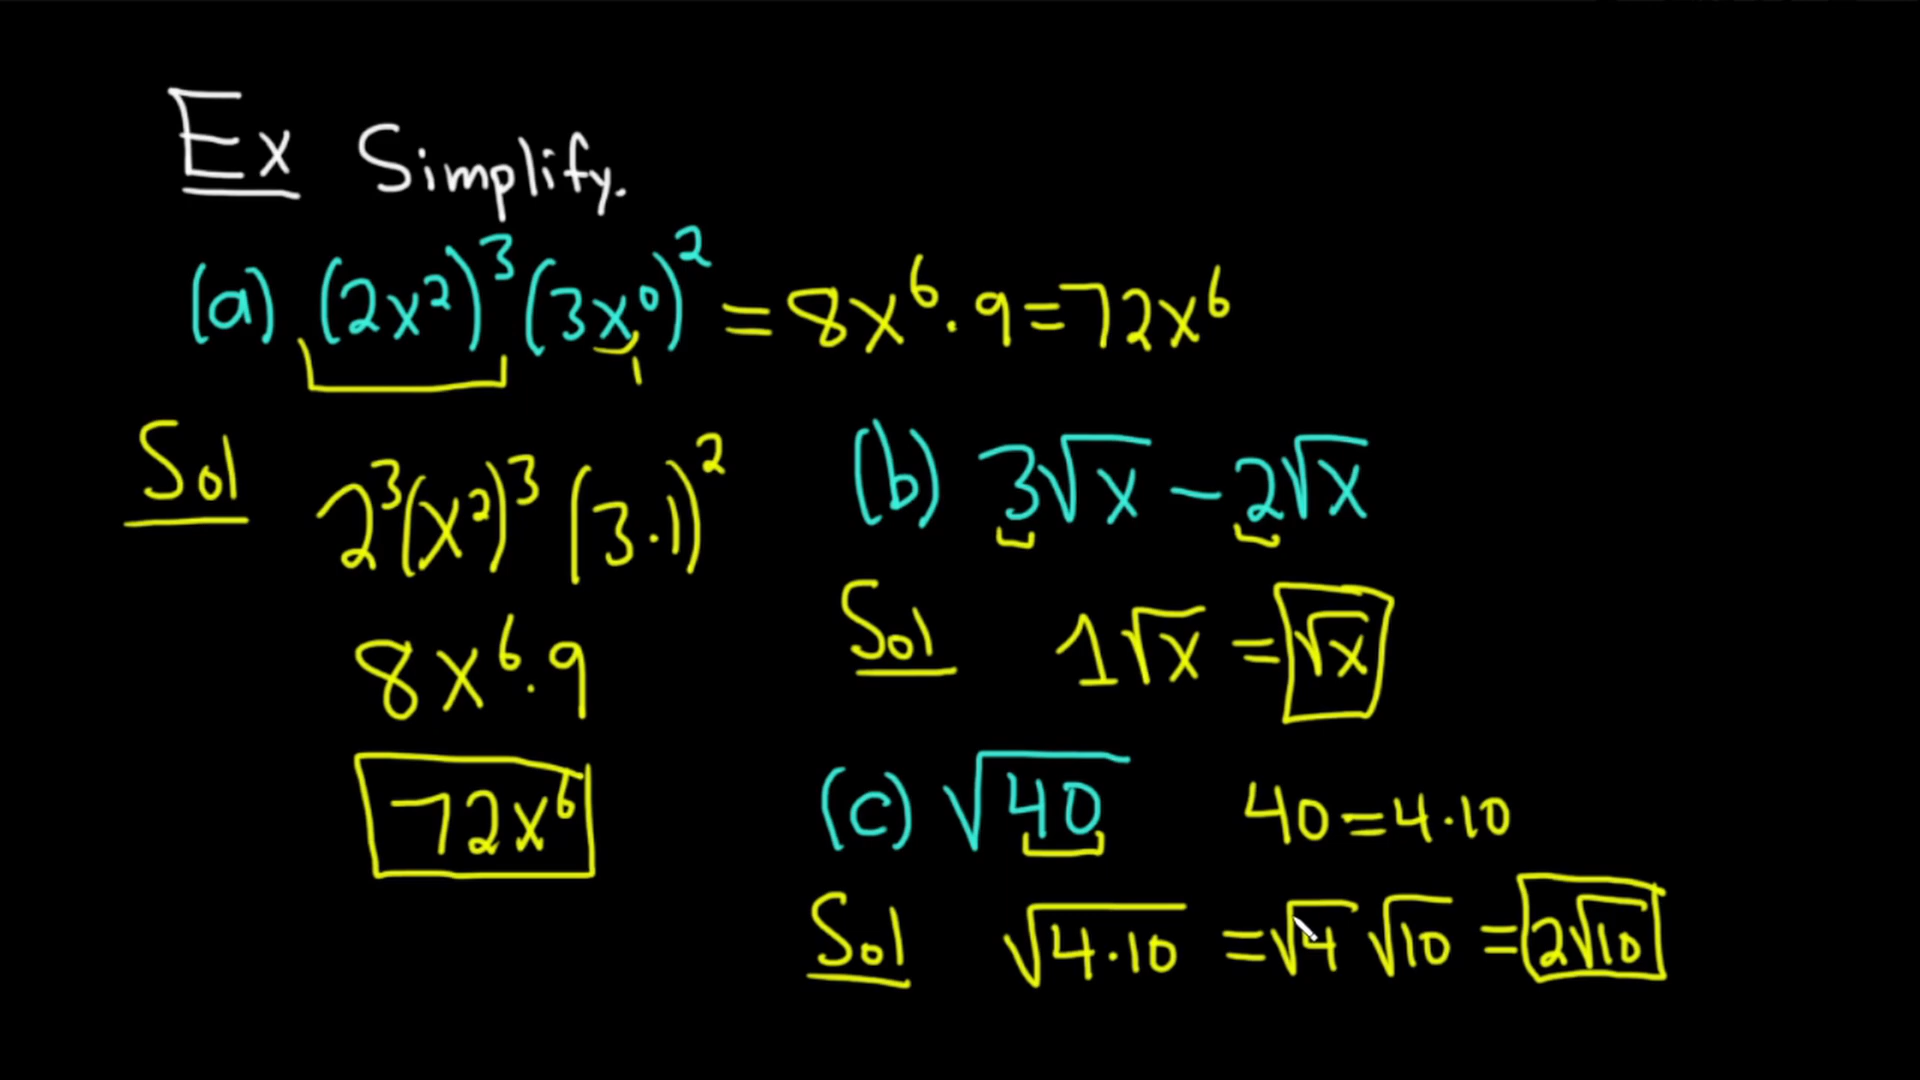 Ex Simplify.
(a) (2x²)³(3x⁰)² = 8x⁶·9=72x⁶
1
Sol 2³(x²)³ (3·1)²
8x⁶·9
72x⁶
(b) 3√x − 2√x
Sol 1√x = √x
(c) √40 40=4·10
Sol √4·10 = √4 √10 = 2√10